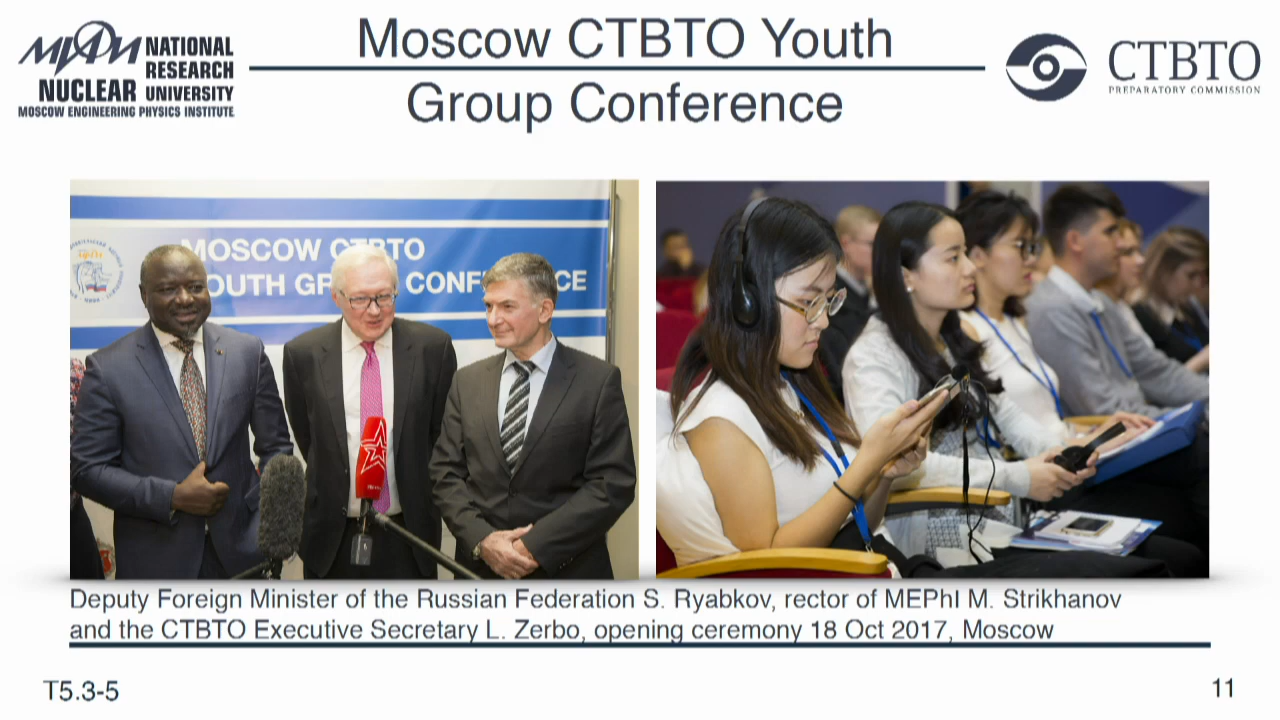 MEPhI NATIONAL
RESEARCH
NUCLEAR UNIVERSITY
MOSCOW ENGINEERING PHYSICS INSTITUTE
Moscow CTBTO Youth
Group Conference
CTBTO
PREPARATORY COMMISSION
MOSCOW CTBTO
YOUTH GR CONF CE
Deputy Foreign Minister of the Russian Federation S. Ryabkov, rector of MEPhI M. Strikhanov
and the CTBTO Executive Secretary L. Zerbo, opening ceremony 18 Oct 2017, Moscow
T5.3-5
11